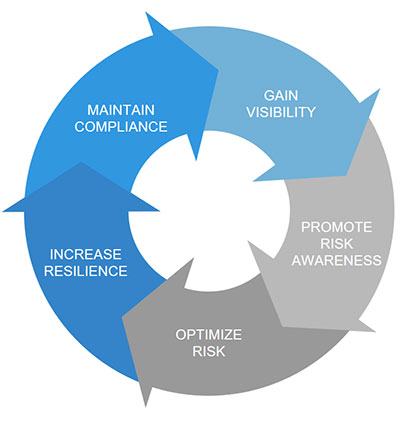 GAIN
VISIBILITY
PROMOTE
RISK
AWARENESS
OPTIMIZE
RISK
INCREASE
RESILIENCE
MAINTAIN
COMPLIANCE